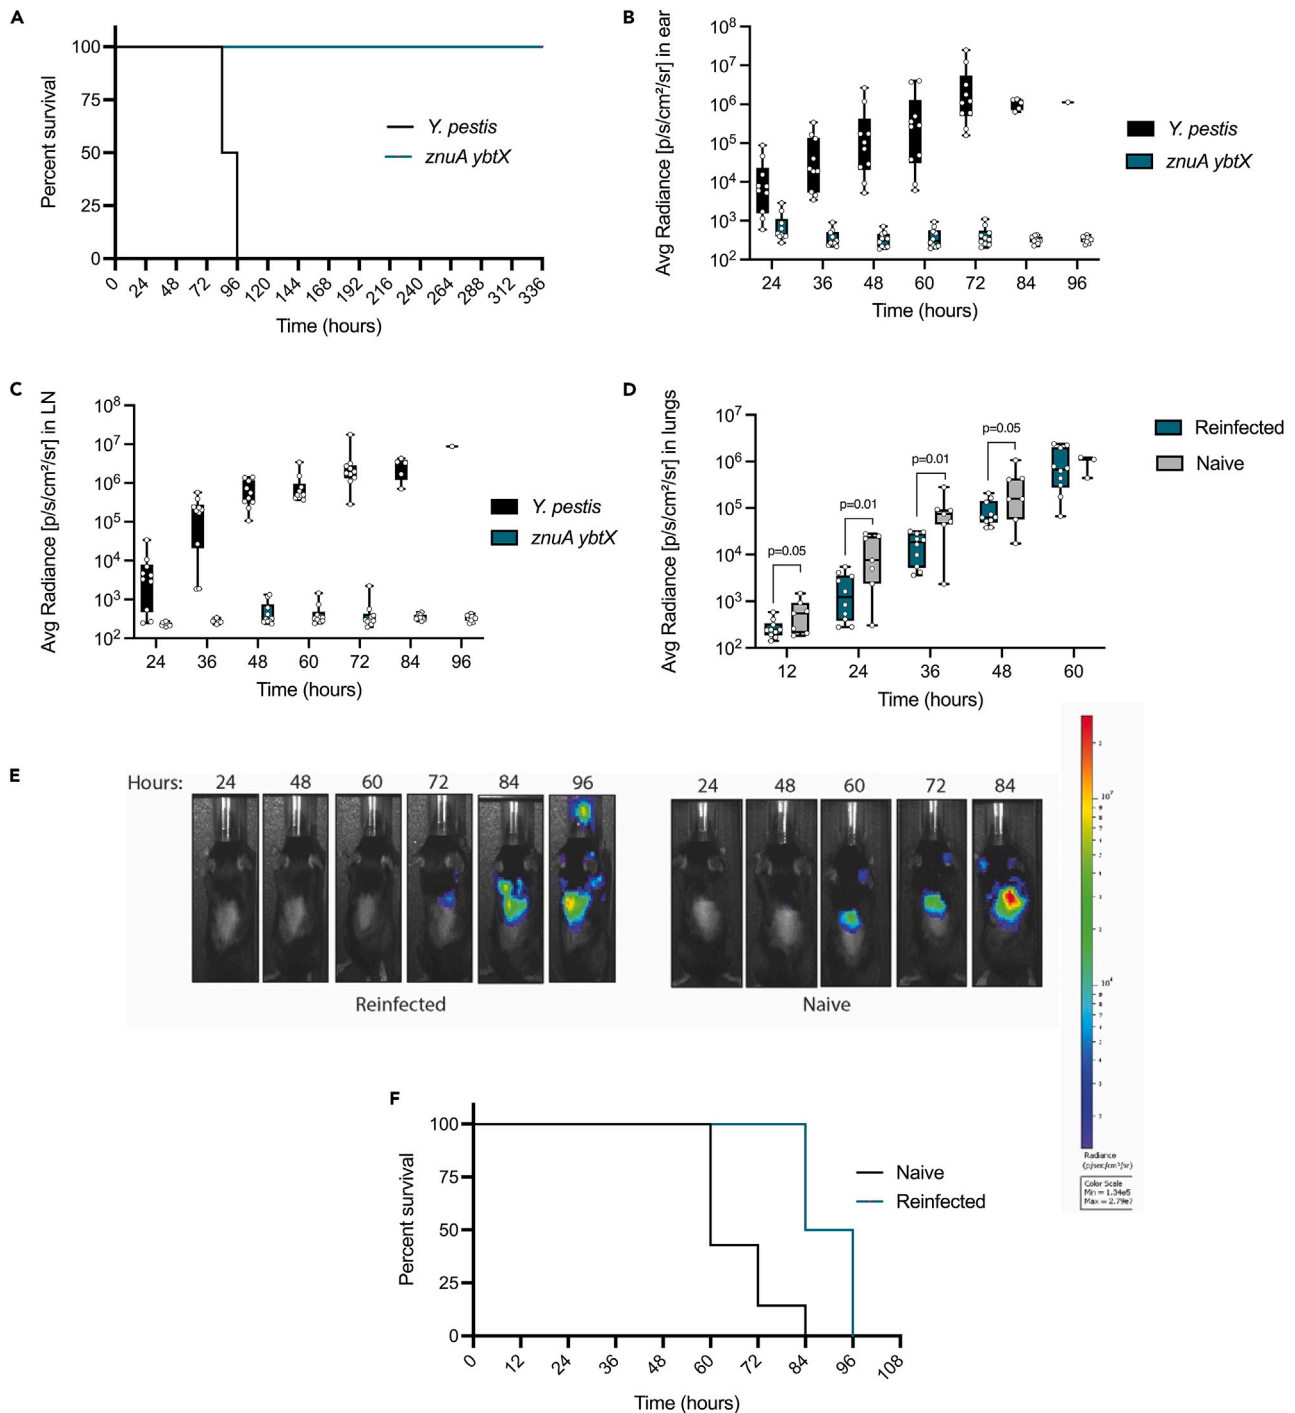 A
100
75
50
25
0
Percent survival
Y. pestis
znuA ybtX
0 24 48 72 96 120 144 168 192 216 240 264 288 312 336
Time (hours)
B
10⁸
10⁷
10⁶
10⁵
10⁴
10³
10²
Avg Radiance [p/s/cm²/sr] in ear
Y. pestis
znuA ybtX
24 36 48 60 72 84 96
Time (hours)
C
10⁸
10⁷
10⁶
10⁵
10⁴
10³
10²
Avg Radiance [p/s/cm²/sr] in LN
Y. pestis
znuA ybtX
24 36 48 60 72 84 96
Time (hours)
D
10⁷
10⁶
10⁵
10⁴
10³
10²
Avg Radiance [p/s/cm²/sr] in lungs
p=0.05
p=0.01
p=0.01
p=0.05
Reinfected
Naive
12 24 36 48 60
Time (hours)
E
Hours: 24 48 60 72 84 96
24 48 60 72 84
Reinfected
Naive
10⁷
Radiance
(p/sec/cm²/sr)
Color Scale
Min = 1.34e5
Max = 2.79e7
F
100
75
50
25
0
Percent survival
Naive
Reinfected
0 12 24 36 48 60 72 84 96 108
Time (hours)